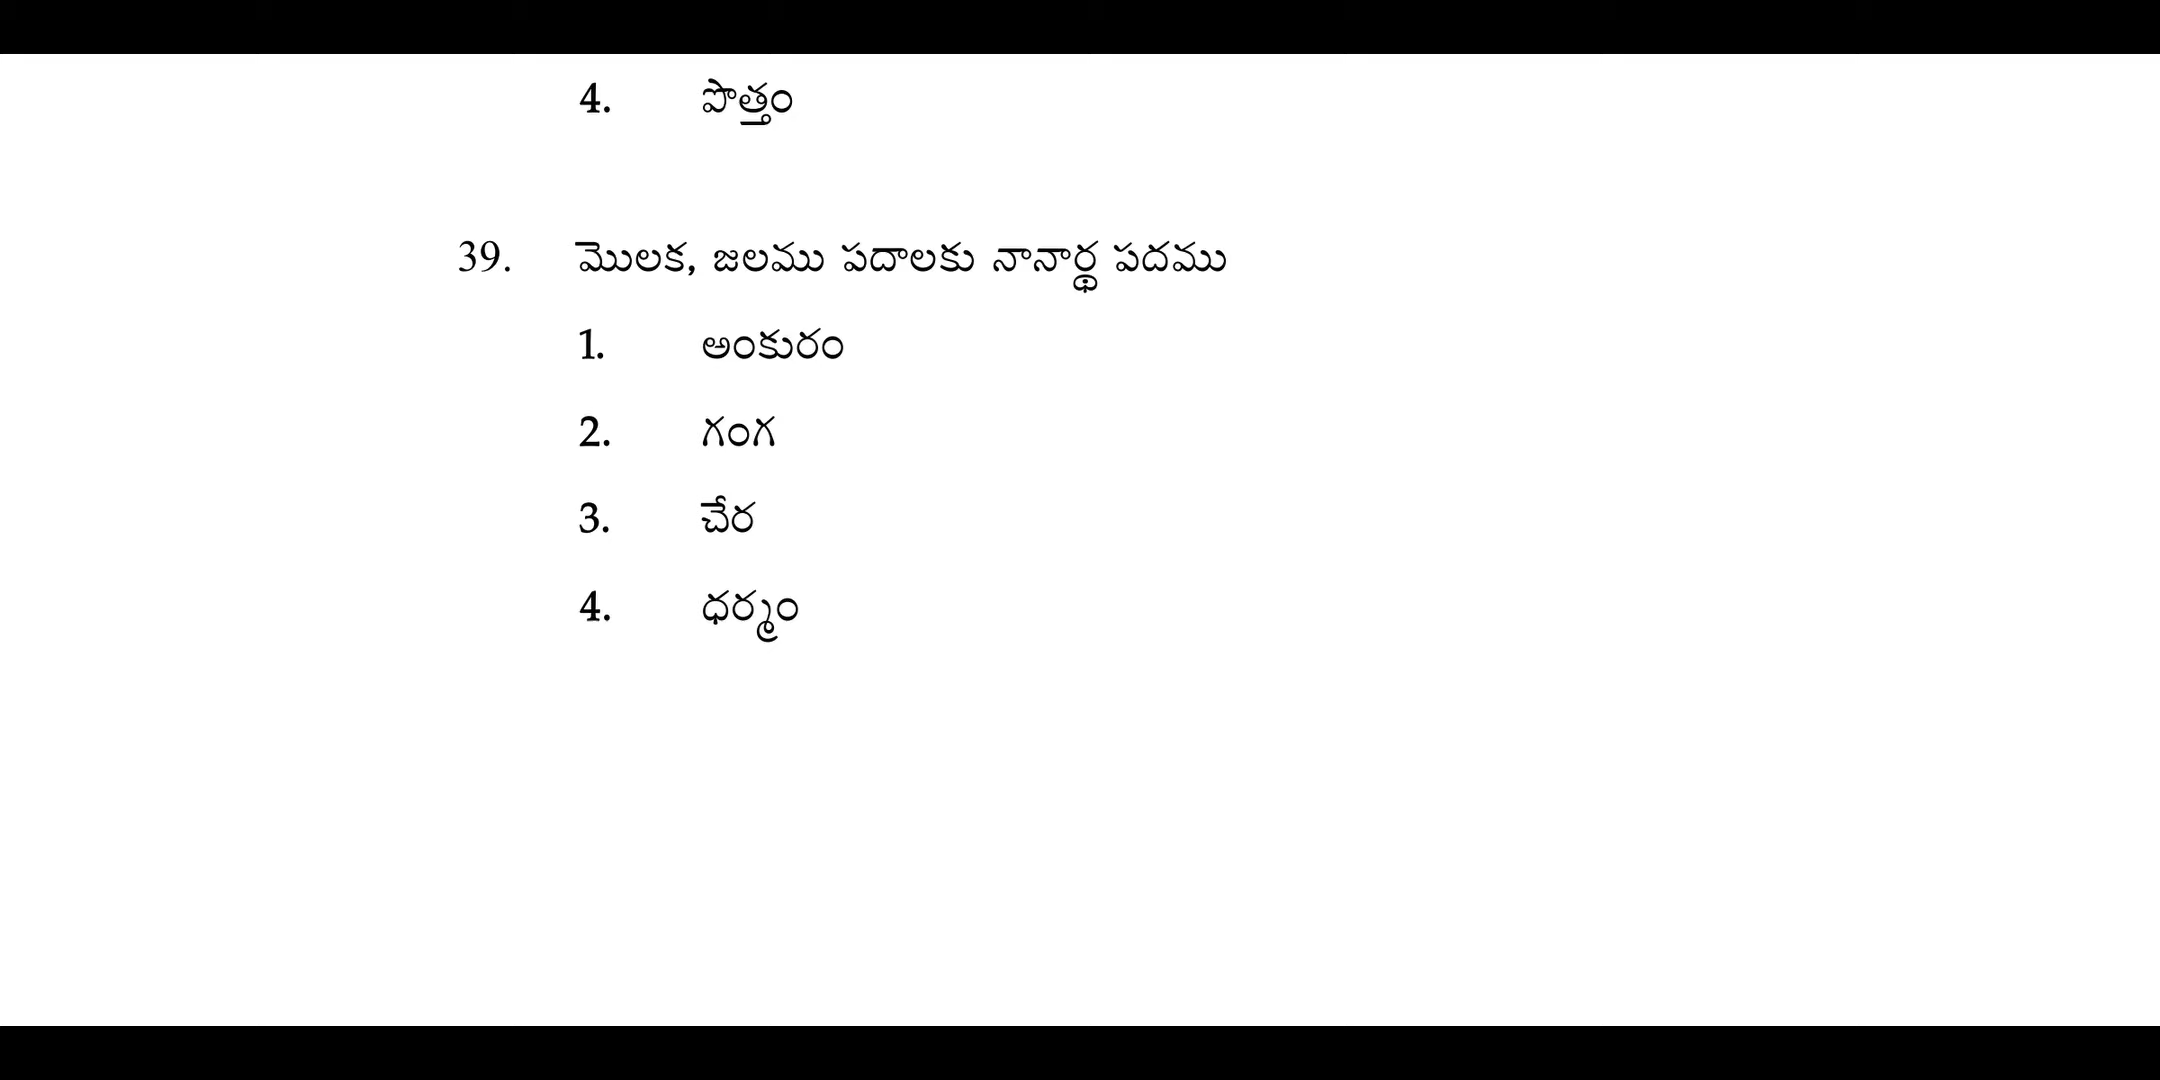 4. పొత్తం
39. మొలక, జలము పదాలకు నానార్థ పదము
1. అంకురం
2. గంగ
3. చేర
4. ధర్మం